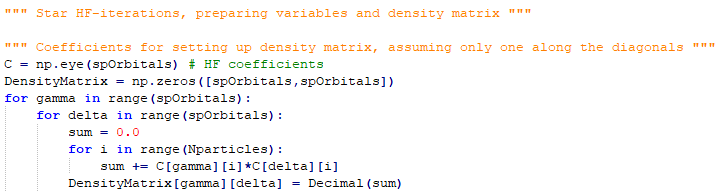 """ Star HF-iterations, preparing variables and density matrix """
""" Coefficients for setting up density matrix, assuming only one along the diagonals """
C = np.eye(spOrbitals) # HF coefficients
DensityMatrix = np.zeros([spOrbitals,spOrbitals])
for gamma in range(spOrbitals):
    for delta in range(spOrbitals):
        sum = 0.0
        for i in range(Nparticles):
            sum += C[gamma][i]*C[delta][i]
        DensityMatrix[gamma][delta] = Decimal(sum)